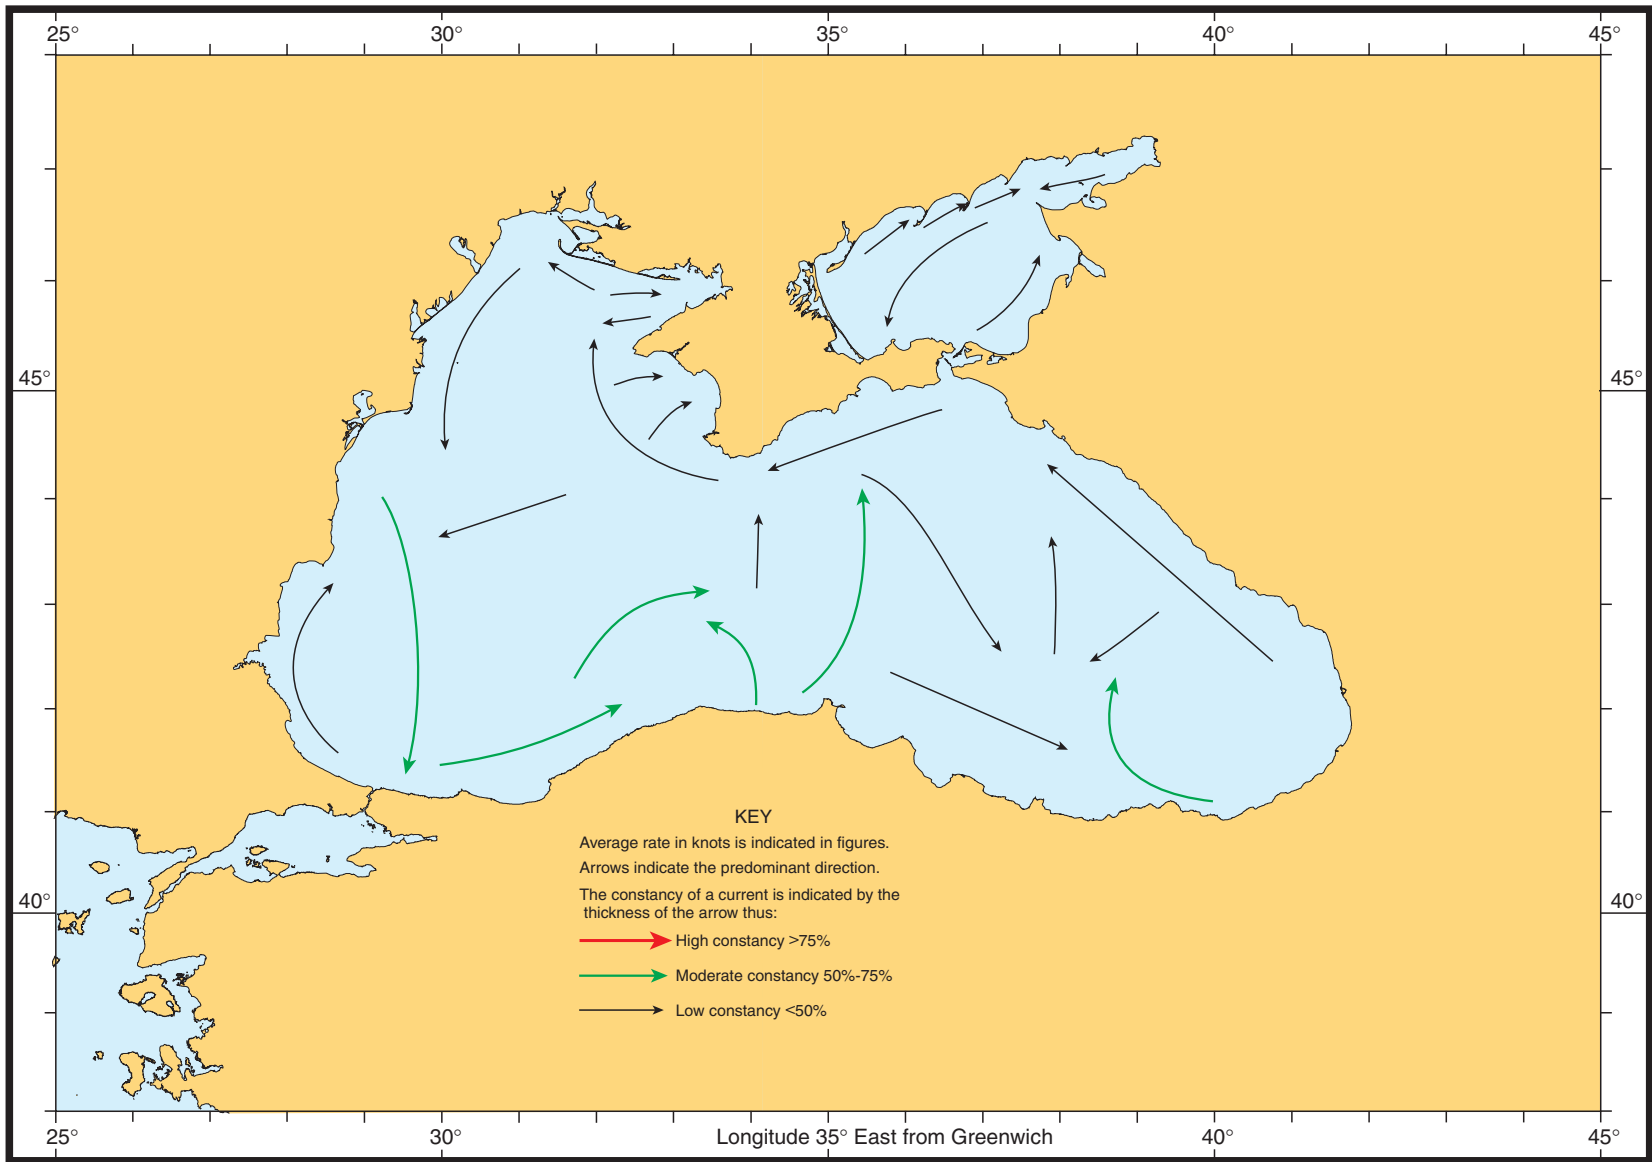 25° 30° 35° 40° 45°
45° 45°
KEY
Average rate in knots is indicated in figures.
Arrows indicate the predominant direction.
The constancy of a current is indicated by the
thickness of the arrow thus:
40° 40°
High constancy >75%
Moderate constancy 50%-75%
Low constancy <50%
25° 30° Longitude 35° East from Greenwich 40° 45°